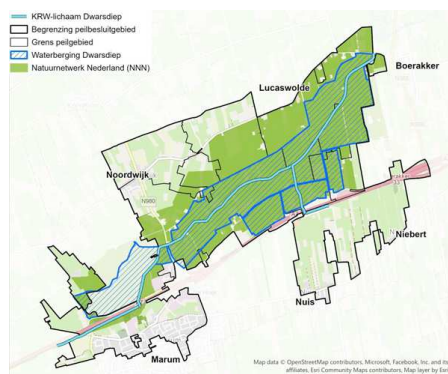 KRW-lichaam Dwarsdiep
Begrenzing peilbesluitgebied
Grens peilgebied
Waterberging Dwarsdiep
Natuurnetwerk Nederland (NNN)
Boerakker
Lucaswolde
Noordwijk
N980
Niebert
Nuis
Marum
Map data © OpenStreetMap contributors, Microsoft, Facebook, Inc. and its
affiliates, Esri Community Maps contributors, Map layer by Esri